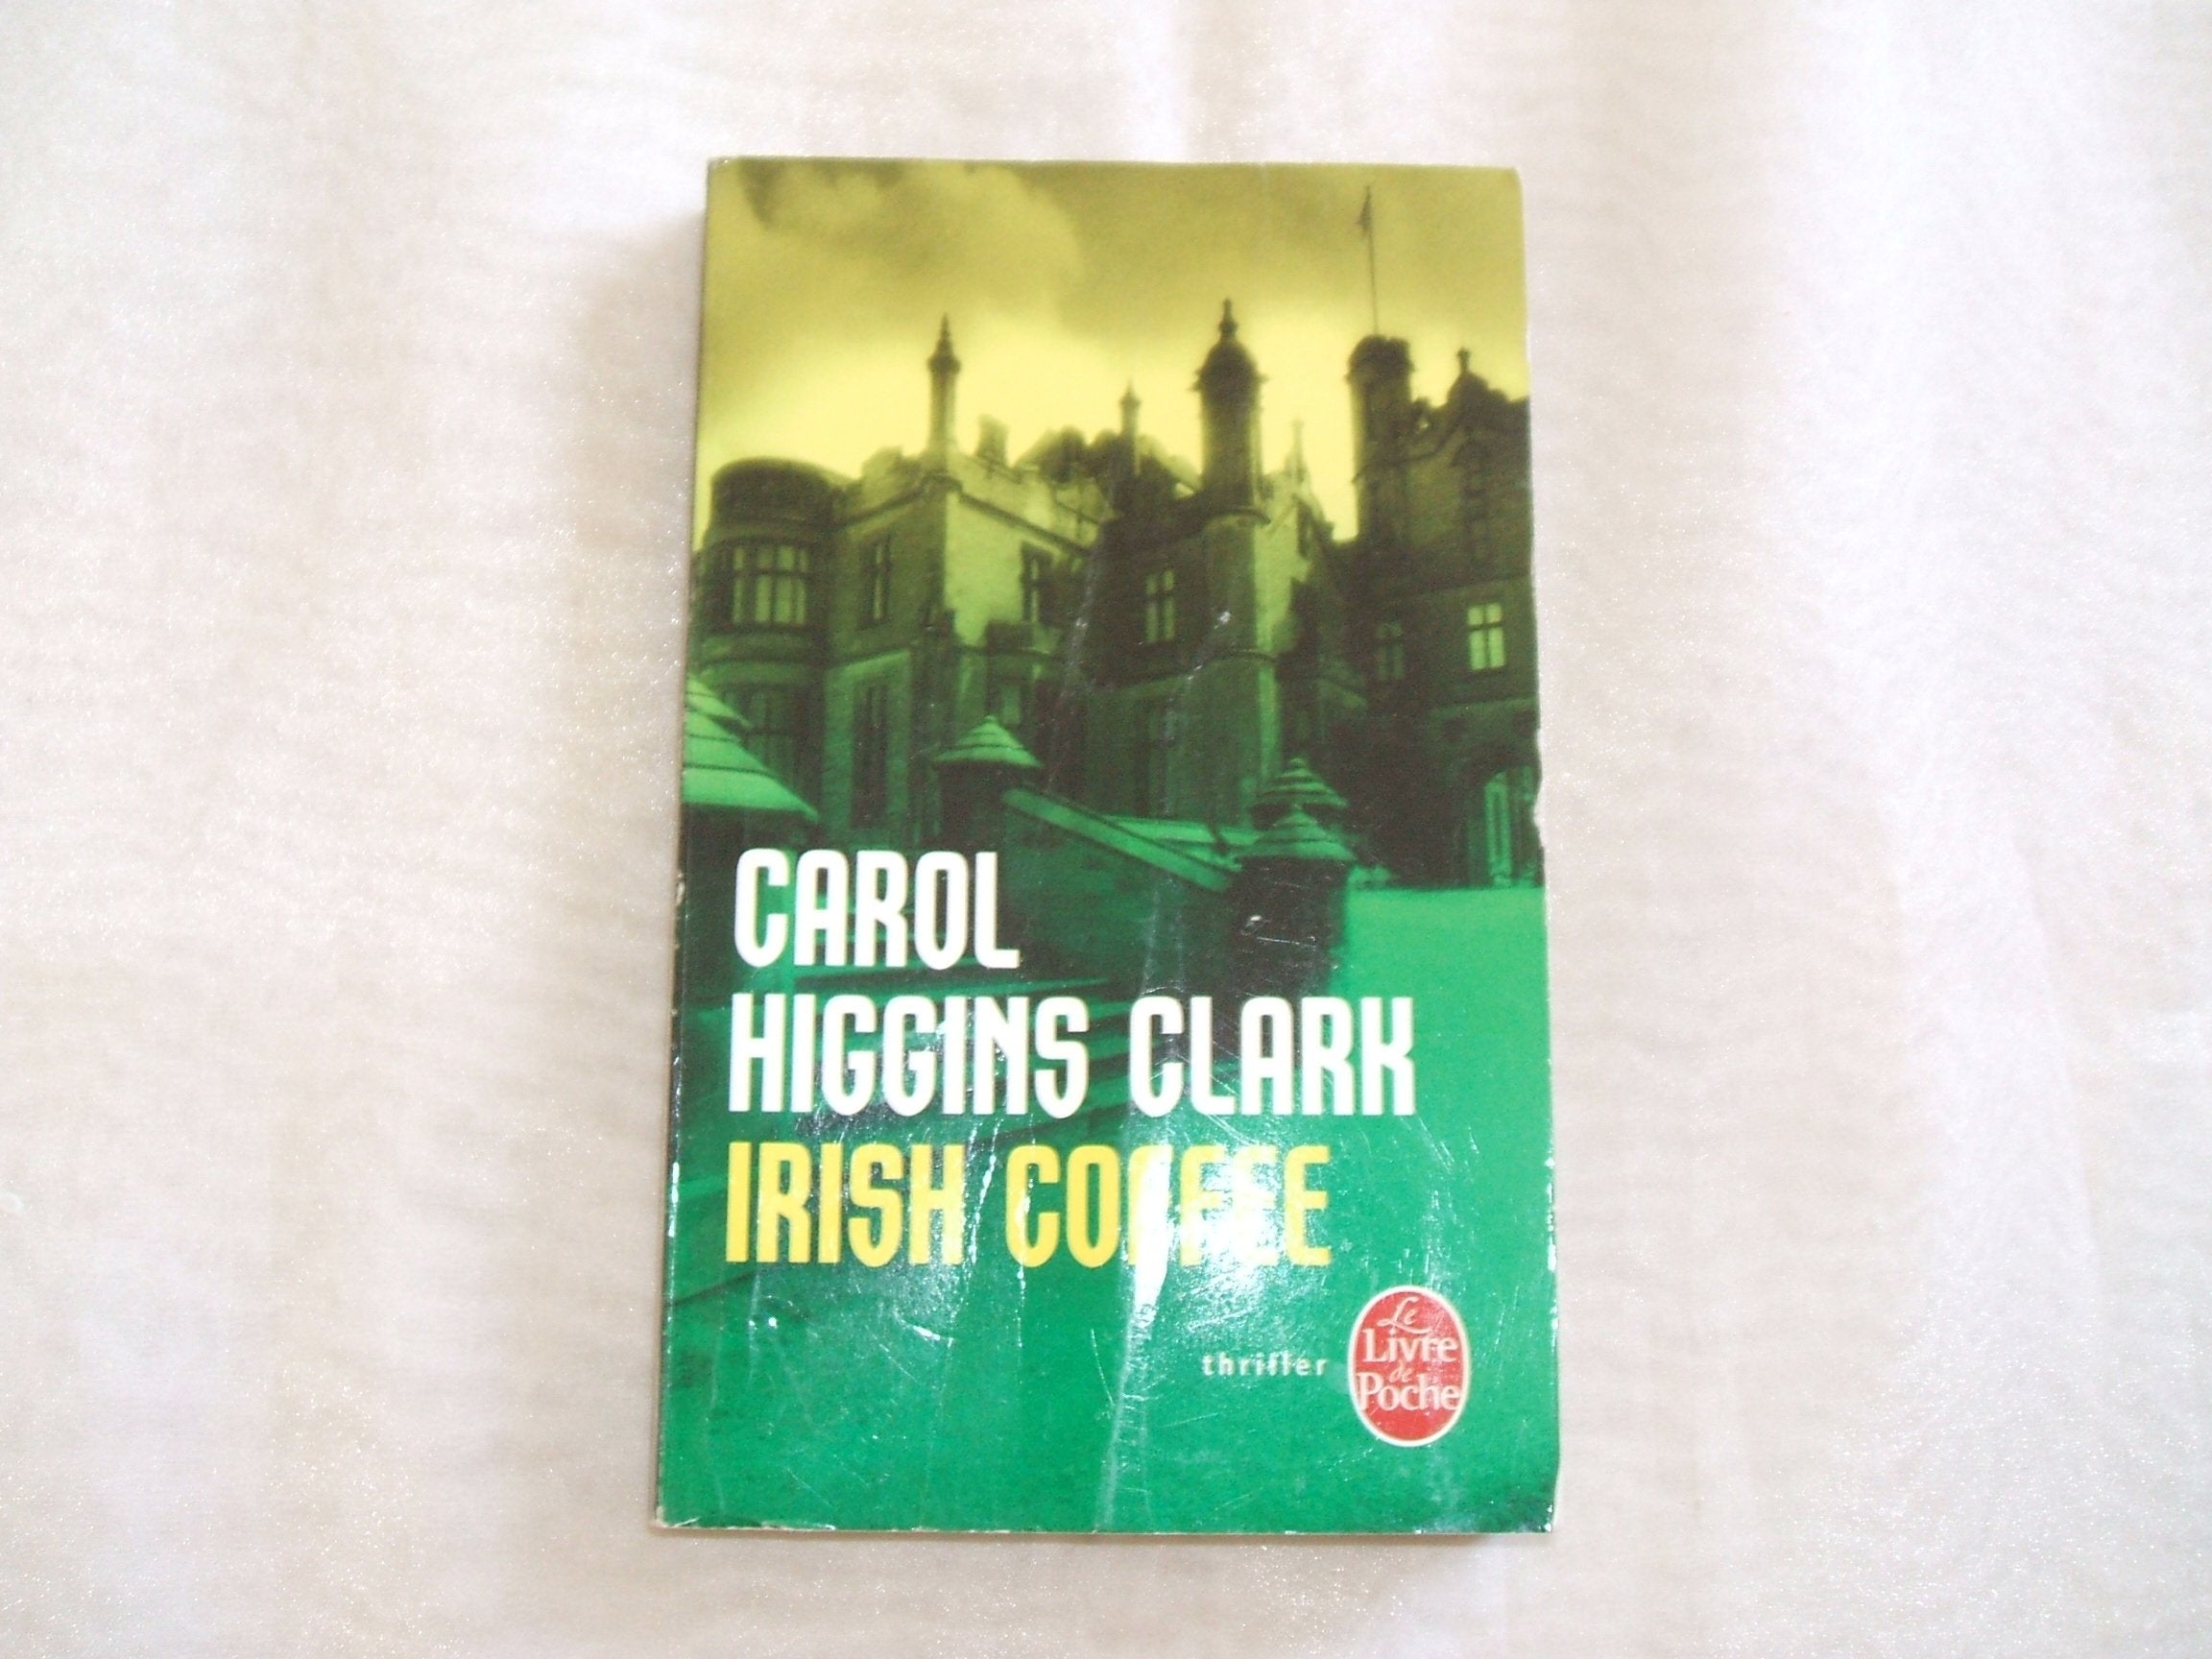 CAROL
HIGGINS CLARK
IRISH COFFEE
thriller
Le
Livre
de
Poche